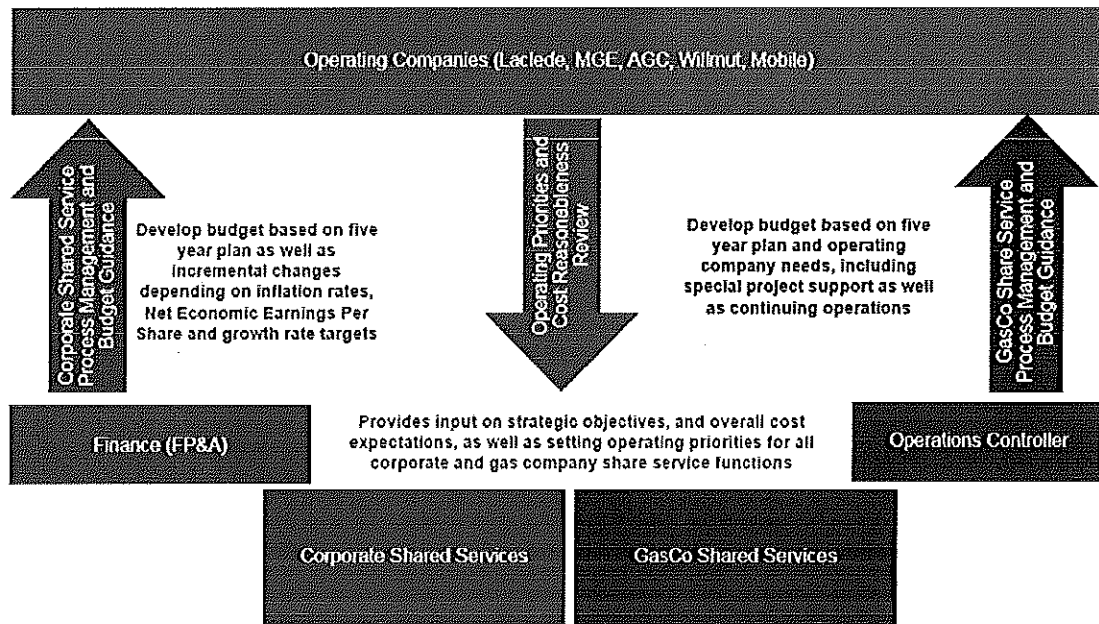 Operating Companies (Laclede, MGE, AGC, Willmut, Mobile)
Corporate Shared Service
Process Management and
Budget Guidance
Develop budget based on five
year plan as well as
incremental changes
depending on inflation rates,
Net Economic Earnings Per
Share and growth rate targets
Operating Priorities and
Cost Reasonableness
Review
Develop budget based on five
year plan and operating
company needs, including
special project support as well
as continuing operations
GasCo Share Service
Process Management and
Budget Guidance
Finance (FP&A)
Provides input on strategic objectives, and overall cost
expectations, as well as setting operating priorities for all
corporate and gas company share service functions
Operations Controller
Corporate Shared Services
GasCo Shared Services